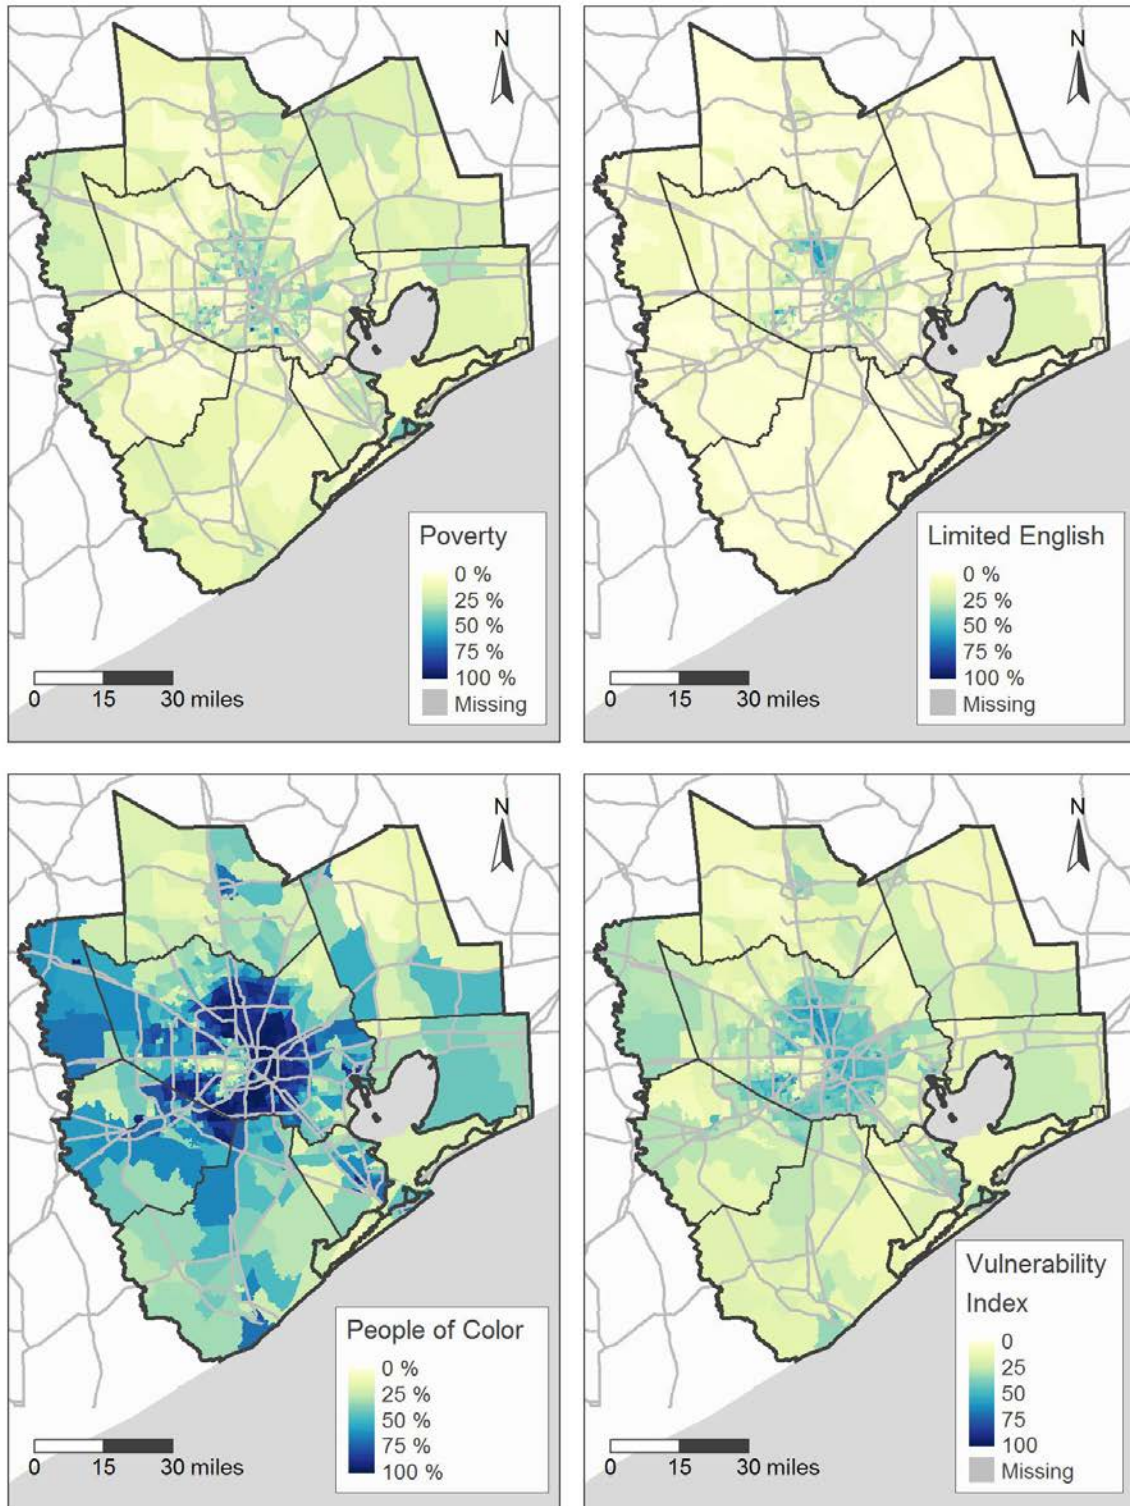 N
Poverty
0 %
25 %
50 %
75 %
100 %
Missing
0 15 30 miles
N
Limited English
0 %
25 %
50 %
75 %
100 %
Missing
0 15 30 miles
N
People of Color
0 %
25 %
50 %
75 %
100 %
0 15 30 miles
N
Vulnerability
Index
0
25
50
75
100
Missing
0 15 30 miles